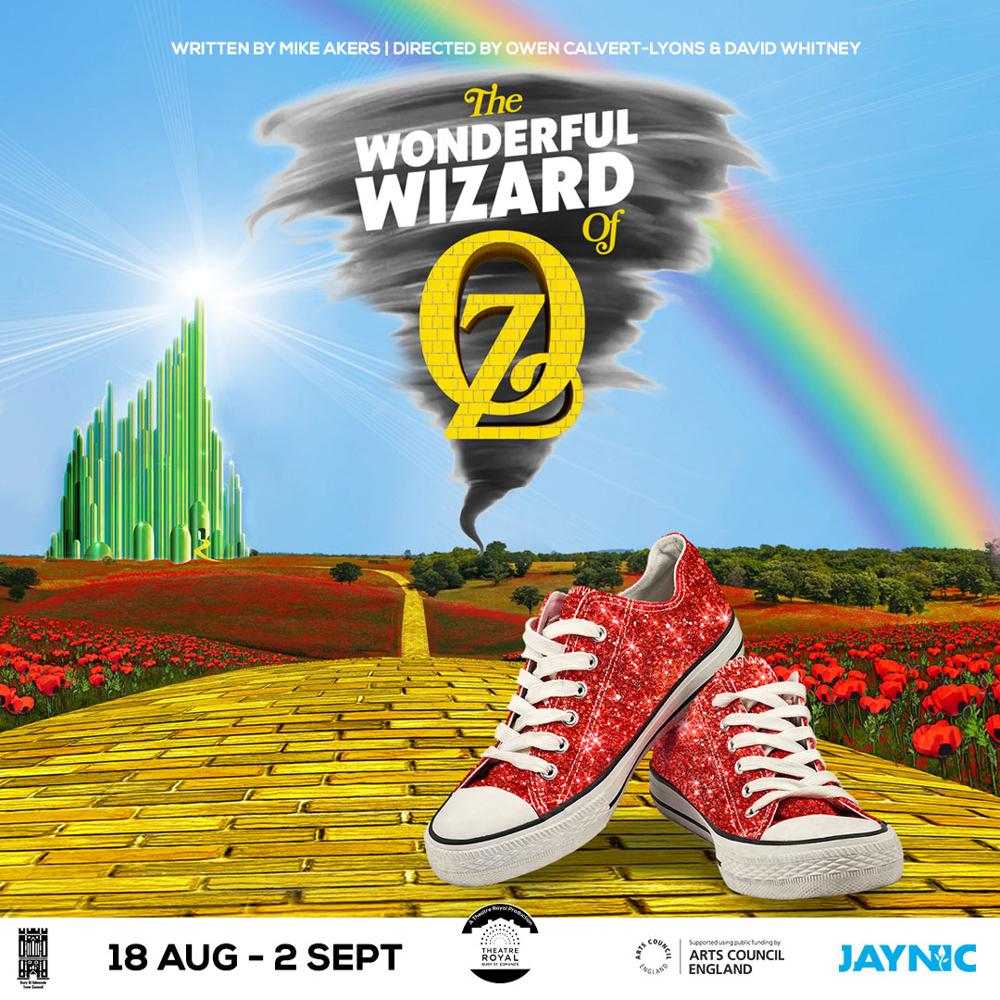 WRITTEN BY MIKE AKERS | DIRECTED BY OWEN CALVERT-LYONS & DAVID WHITNEY
The
WONDERFUL
WIZARD
Of
OZ
Bury St Edmunds
Town Council
18 AUG - 2 SEPT
A Theatre Royal Production
THEATRE
ROYAL
BURY ST EDMUNDS
ARTS COUNCIL
ENGLAND
Supported using public funding by
ARTS COUNCIL
ENGLAND
JAYNIC